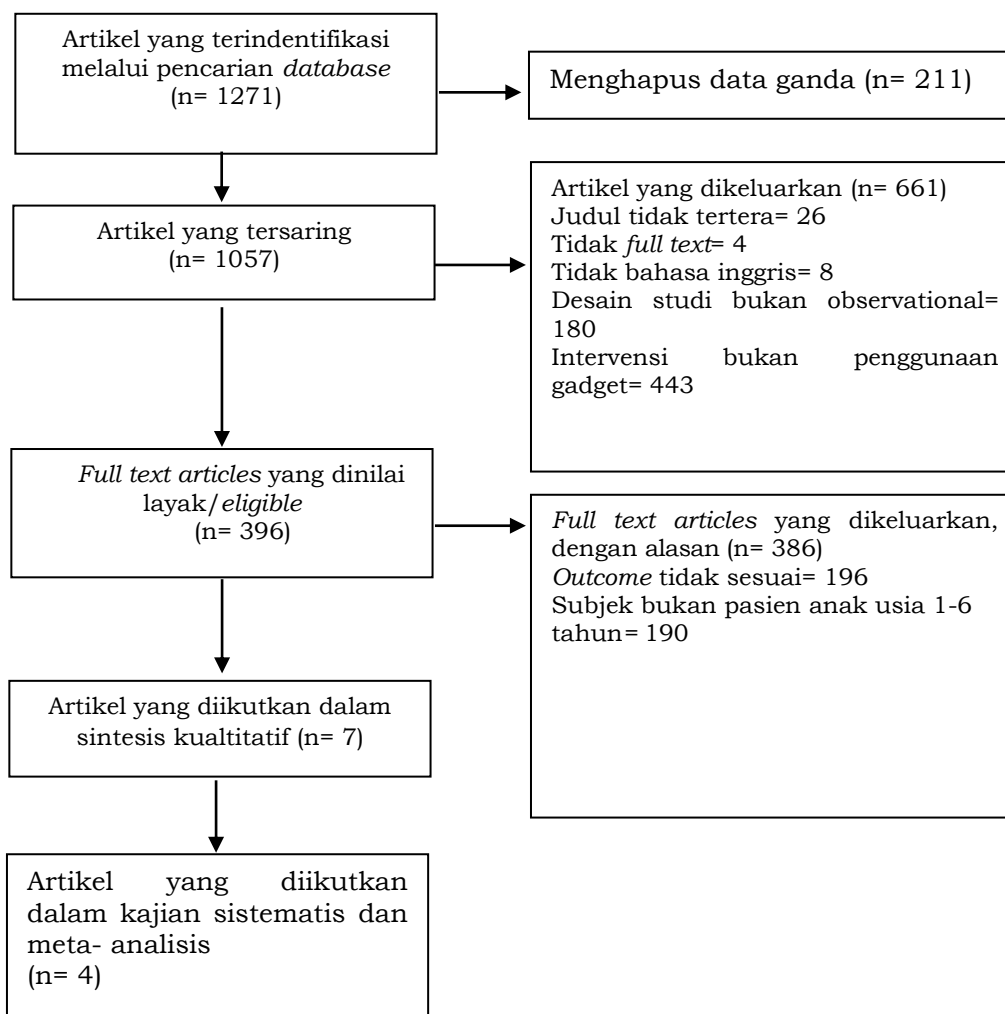 Artikel yang terindentifikasi
melalui pencarian database
(n= 1271)
Menghapus data ganda (n= 211)
Artikel yang tersaring
(n= 1057)
Artikel yang dikeluarkan (n= 661)
Judul tidak tertera= 26
Tidak full text= 4
Tidak bahasa inggris= 8
Desain studi bukan observational=
180
Intervensi bukan penggunaan
gadget= 443
Full text articles yang dinilai
layak/eligible
(n= 396)
Full text articles yang dikeluarkan,
dengan alasan (n= 386)
Outcome tidak sesuai= 196
Subjek bukan pasien anak usia 1-6
tahun= 190
Artikel yang diikutkan dalam
sintesis kualtitatif (n= 7)
Artikel yang diikutkan
dalam kajian sistematis dan
meta- analisis
(n= 4)